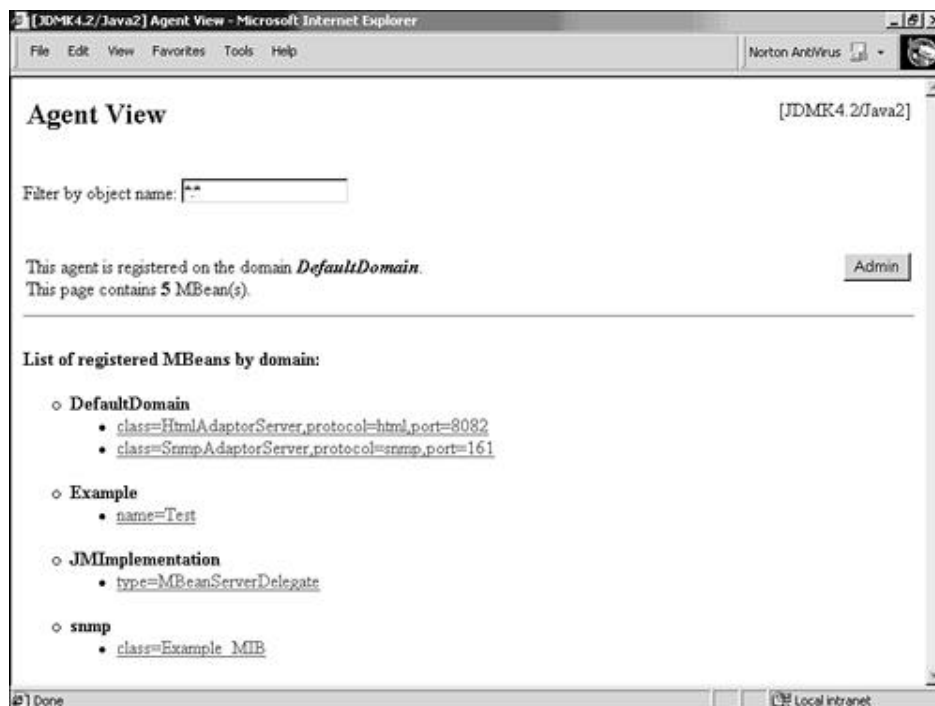 [JDMK4.2/Java2] Agent View - Microsoft Internet Explorer
File Edit View Favorites Tools Help
Norton AntiVirus
Agent View
[JDMK4.2/Java2]
Filter by object name: *:*
This agent is registered on the domain DefaultDomain.
Admin
This page contains 5 MBean(s).
List of registered MBeans by domain:
DefaultDomain
class=HtmlAdaptorServer,protocol=html,port=8082
class=SnmpAdaptorServer,protocol=snmp,port=161
Example
name=Test
JMImplementation
type=MBeanServerDelegate
snmp
class=Example_MIB
Done
Local intranet